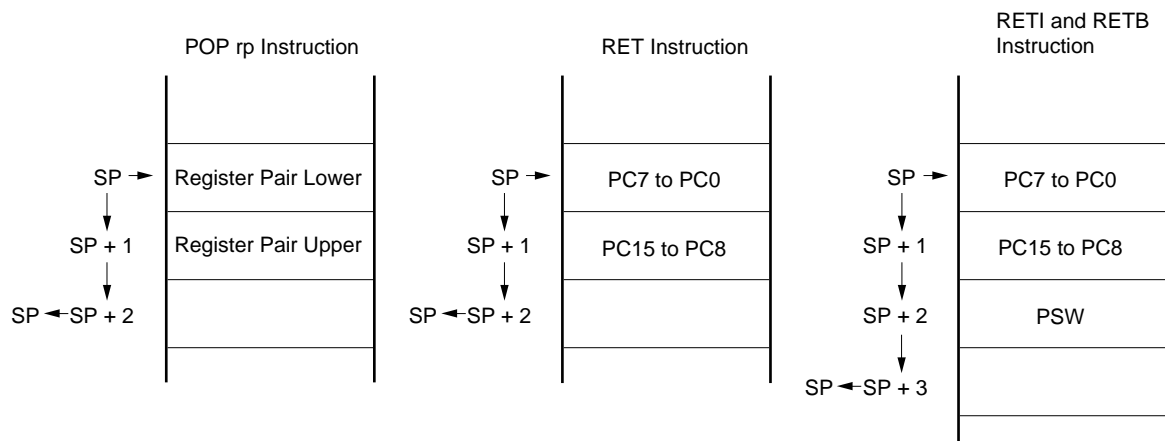 POP rp Instruction
SP
Register Pair Lower
SP + 1
Register Pair Upper
SP
SP + 2
RET Instruction
SP
PC7 to PC0
SP + 1
PC15 to PC8
SP
SP + 2
RETI and RETB
Instruction
SP
PC7 to PC0
SP + 1
PC15 to PC8
SP + 2
PSW
SP
SP + 3